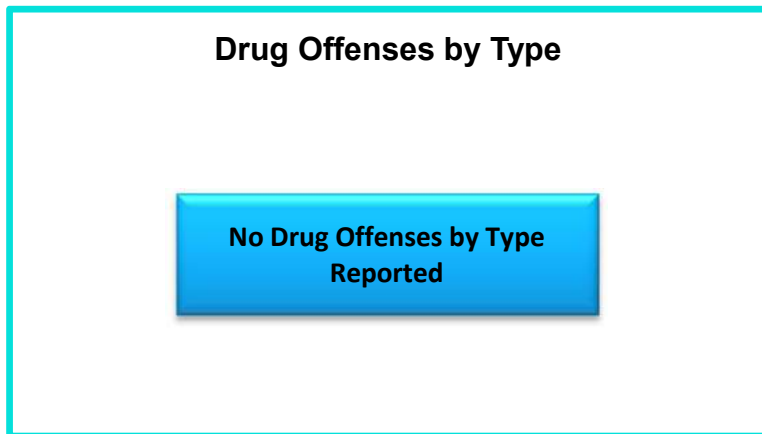 Drug Offenses by Type
No Drug Offenses by Type
Reported